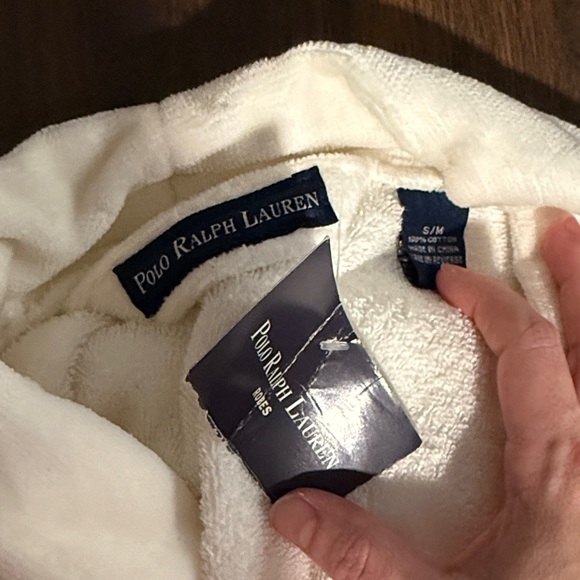 POLO RALPH LAUREN
S/M
100% COTTON
MADE IN CHINA
POLO RALPH LAUREN
ROBES